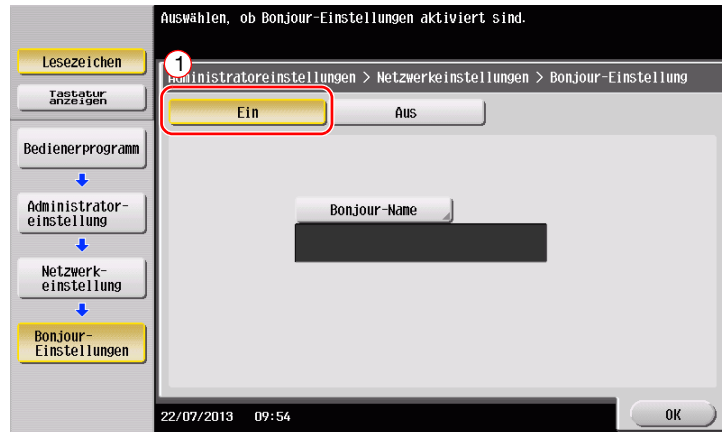 Auswählen, ob Bonjour-Einstellungen aktiviert sind.
Lesezeichen
Tastatur
anzeigen
Bedienerprogramm
Administrator-
einstellung
Netzwerk-
einstellung
Bonjour-
Einstellungen
1
Administratoreinstellungen > Netzwerkeinstellungen > Bonjour-Einstellung
Ein
Aus
Bonjour-Name
22/07/2013 09:54
OK